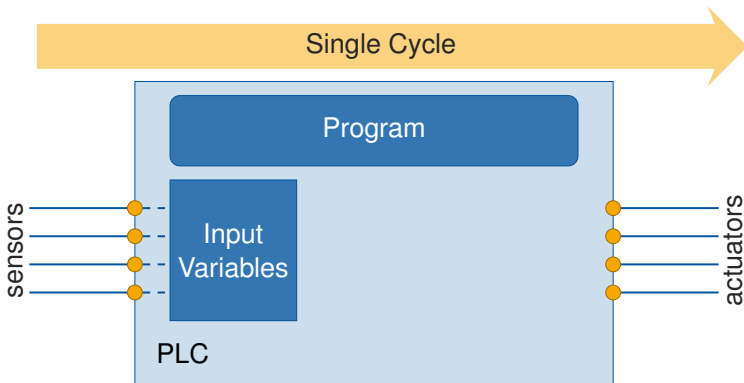 Single Cycle
Program
sensors
Input
Variables
actuators
PLC